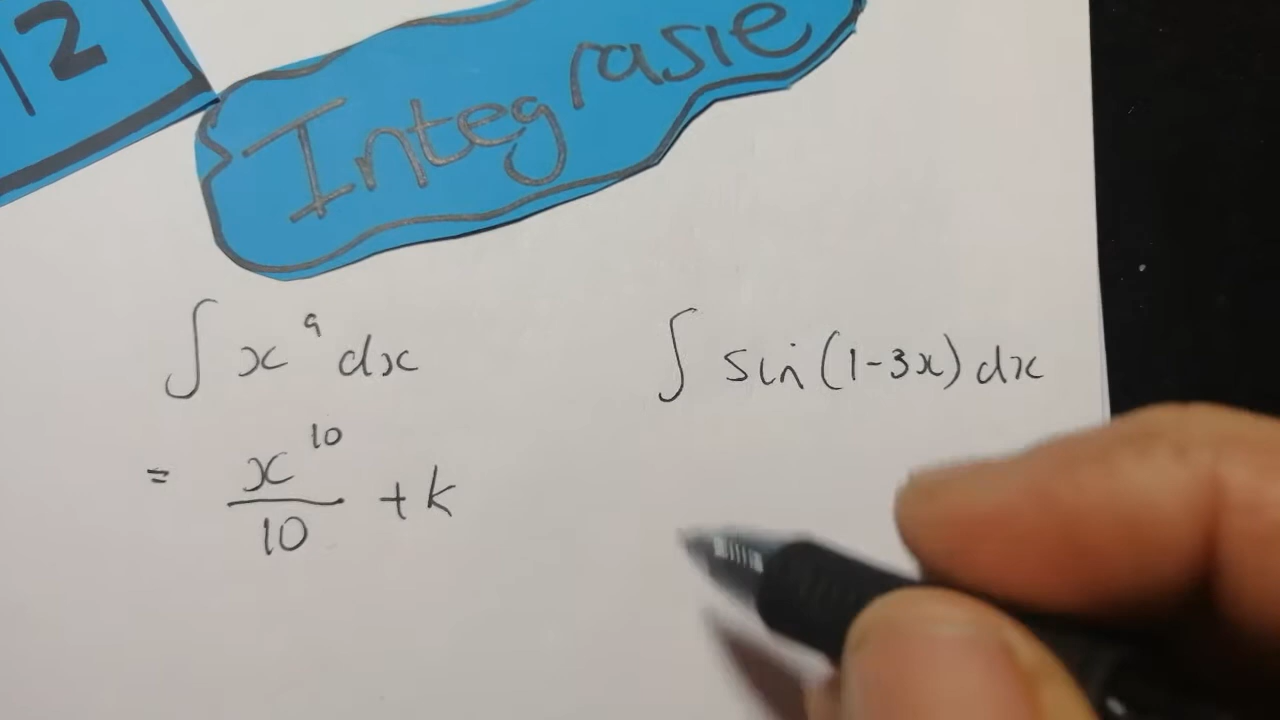 12
Integrasie
∫ x⁹ dx
= x¹⁰/10 + k
∫ sin(1-3x) dx